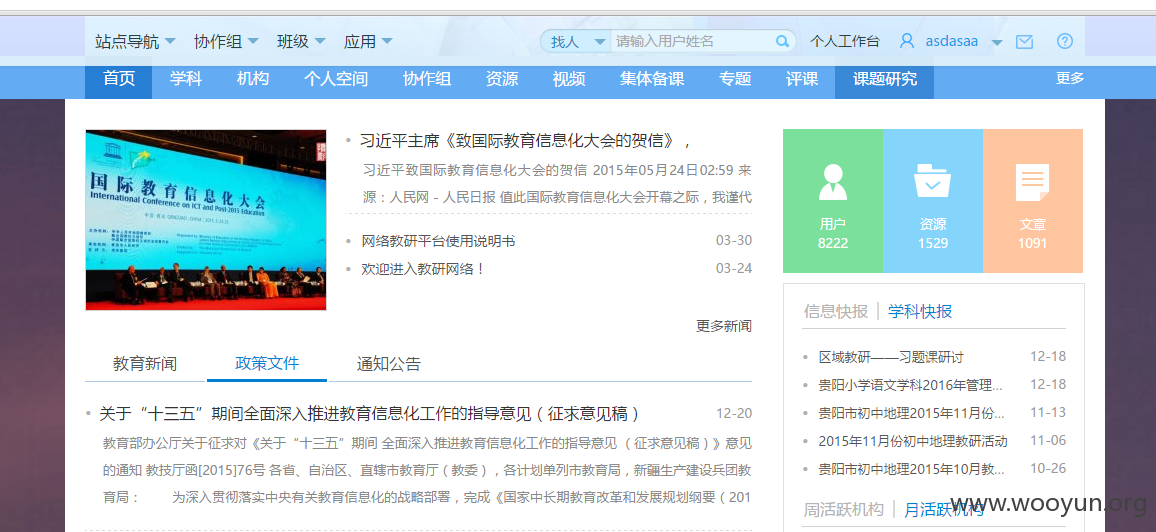 站点导航 协作组 班级 应用 找人 请输入用户姓名 个人工作台 asdasaa
首页 学科 机构 个人空间 协作组 资源 视频 集体备课 专题 评课 课题研究 更多
国际教育信息化大会
International Conference on ICT and Post-2015 Education
习近平主席《致国际教育信息化大会的贺信》，
习近平致国际教育信息化大会的贺信 2015年05月24日02:59 来
源：人民网－人民日报 值此国际教育信息化大会开幕之际，我谨代
网络教研平台使用说明书 03-30
欢迎进入教研网络！ 03-24
更多新闻
用户
8222
资源
1529
文章
1091
教育新闻 政策文件 通知公告
关于“十三五”期间全面深入推进教育信息化工作的指导意见（征求意见稿） 12-20
教育部办公厅关于征求对《关于“十三五”期间 全面深入推进教育信息化工作的指导意见 （征求意见稿）》意见
的通知 教技厅函[2015]76号 各省、自治区、直辖市教育厅（教委），各计划单列市教育局，新疆生产建设兵团教
育局： 为深入贯彻落实中央有关教育信息化的战略部署，完成《国家中长期教育改革和发展规划纲要（201
信息快报 学科快报
区域教研——习题课研讨 12-18
贵阳小学语文学科2016年管理... 12-18
贵阳市初中地理2015年11月份... 11-13
2015年11月份初中地理教研活动 11-06
贵阳市初中地理2015年10月教... 10-26
周活跃机构 月活跃机构
www.wooyun.org